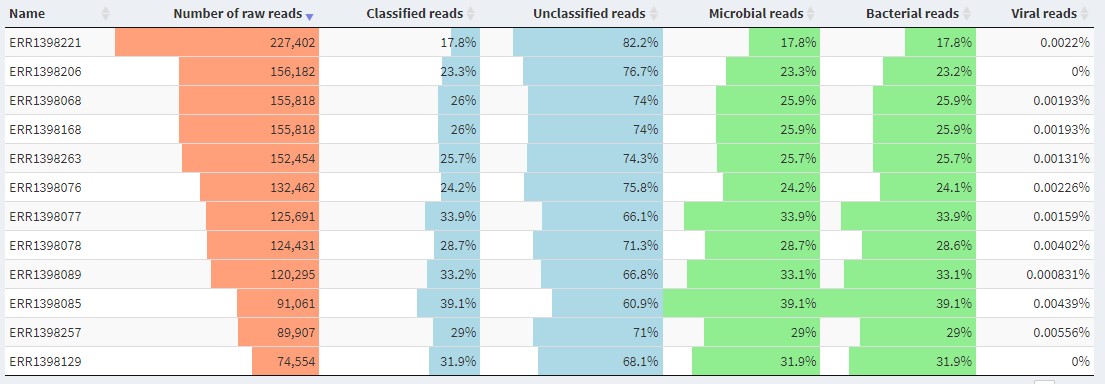 Name Number of raw reads Classified reads Unclassified reads Microbial reads Bacterial reads Viral reads
ERR1398221 227,402 17.8% 82.2% 17.8% 17.8% 0.0022%
ERR1398206 156,182 23.3% 76.7% 23.3% 23.2% 0%
ERR1398068 155,818 26% 74% 25.9% 25.9% 0.00193%
ERR1398168 155,818 26% 74% 25.9% 25.9% 0.00193%
ERR1398263 152,454 25.7% 74.3% 25.7% 25.7% 0.00131%
ERR1398076 132,462 24.2% 75.8% 24.2% 24.1% 0.00226%
ERR1398077 125,691 33.9% 66.1% 33.9% 33.9% 0.00159%
ERR1398078 124,431 28.7% 71.3% 28.7% 28.6% 0.00402%
ERR1398089 120,295 33.2% 66.8% 33.1% 33.1% 0.000831%
ERR1398085 91,061 39.1% 60.9% 39.1% 39.1% 0.00439%
ERR1398257 89,907 29% 71% 29% 29% 0.00556%
ERR1398129 74,554 31.9% 68.1% 31.9% 31.9% 0%